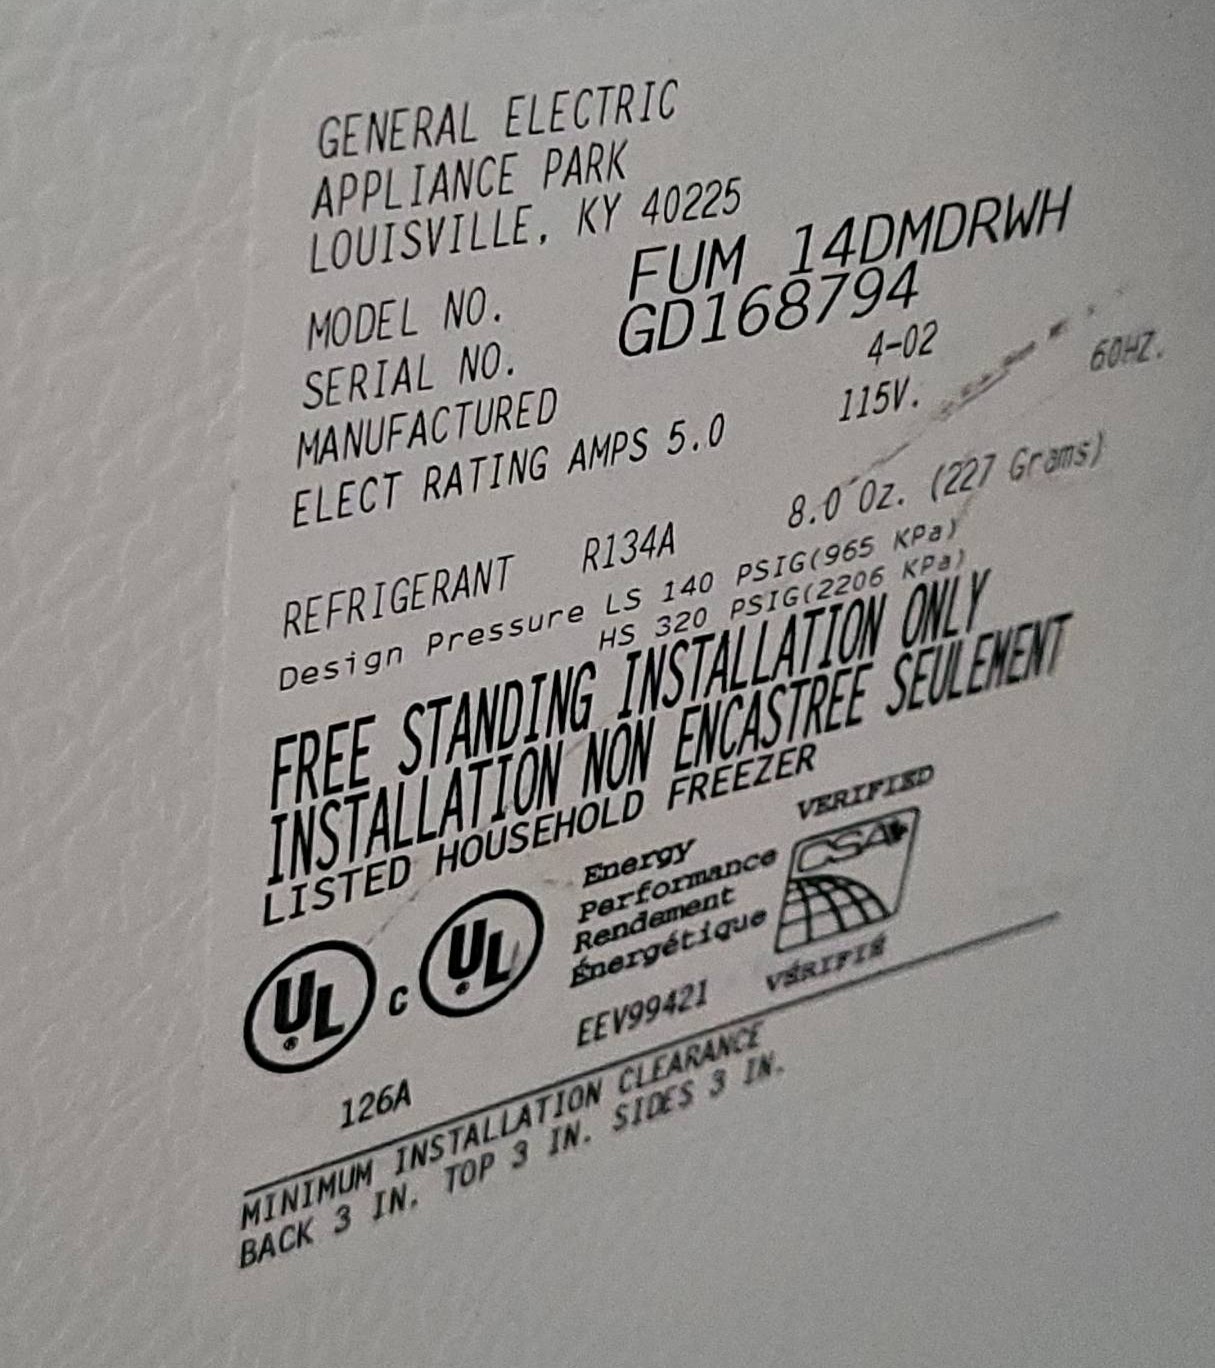 GENERAL ELECTRIC
APPLIANCE PARK
LOUISVILLE, KY 40225
MODEL NO. FUM 14DMDRWH
SERIAL NO. GD168794
MANUFACTURED 4-02
ELECT RATING AMPS 5.0 115V. 60HZ.
REFRIGERANT R134A 8.0 Oz. (227 Grams)
Design Pressure LS 140 PSIG(965 KPa)
HS 320 PSIG(2206 KPa)
FREE STANDING INSTALLATION ONLY
INSTALLATION NON ENCASTREE SEULEMENT
LISTED HOUSEHOLD FREEZER
UL ® C UL ®
Energy
Performance
Rendement
Énergétique
VERIFIED
CSA
VÉRIFIÉ
EEV99421
126A
MINIMUM INSTALLATION CLEARANCE
BACK 3 IN. TOP 3 IN. SIDES 3 IN.